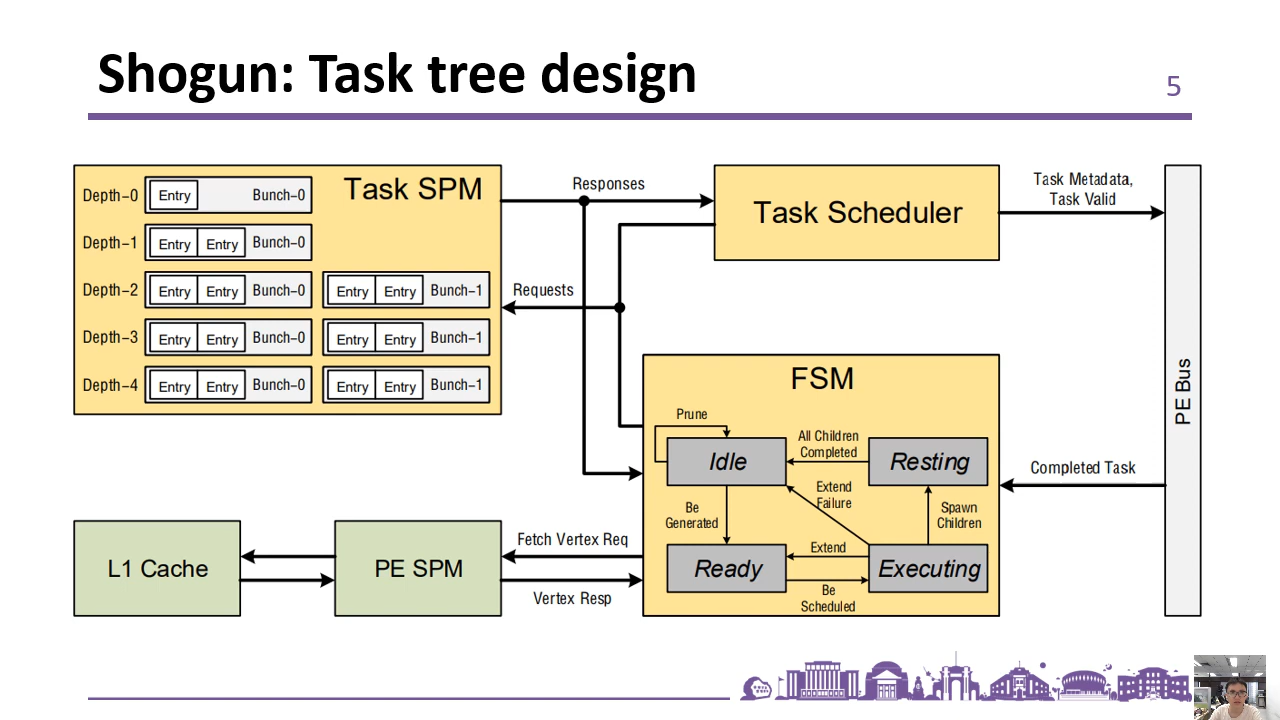 Shogun: Task tree design
5
Task SPM
Depth−0 Entry Bunch−0
Depth−1 Entry Entry Bunch−0
Depth−2 Entry Entry Bunch−0 Entry Entry Bunch−1
Depth−3 Entry Entry Bunch−0 Entry Entry Bunch−1
Depth−4 Entry Entry Bunch−0 Entry Entry Bunch−1
Responses
Requests
Task Scheduler
Task Metadata,
Task Valid
PE Bus
FSM
Prune
Idle
All Children
Completed
Resting
Be
Generated
Extend
Failure
Spawn
Children
Ready
Extend
Executing
Be
Scheduled
Completed Task
L1 Cache
PE SPM
Fetch Vertex Req
Vertex Resp